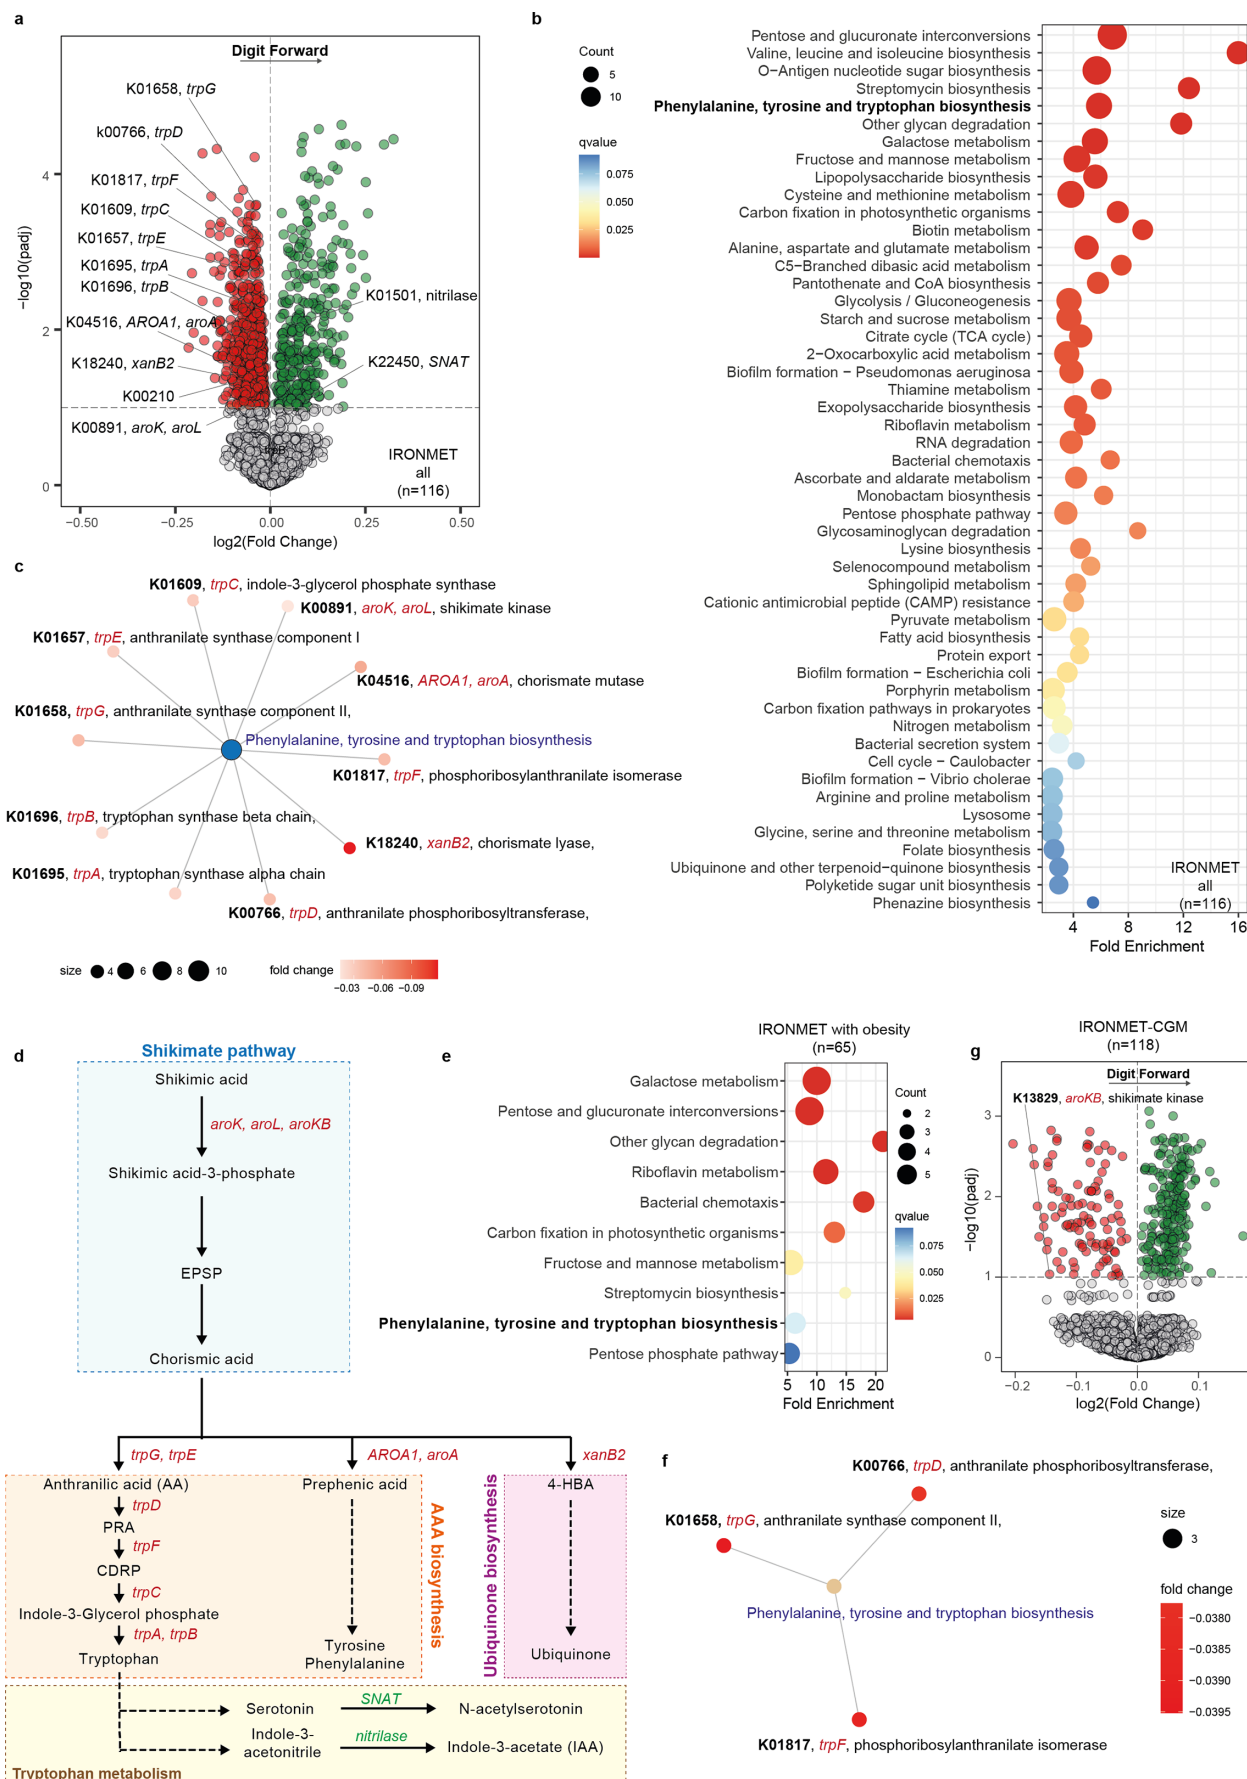 a
Digit Forward
K01658, trpG
k00766, trpD
K01817, trpF
K01609, trpC
K01657, trpE
K01695, trpA
K01696, trpB
K04516, AROA1, aroA
K18240, xanB2
K00210
K00891, aroK, aroL
K01501, nitrilase
K22450, SNAT
IRONMET
all
(n=116)
−log10(padj)
4
2
0
−0.50
−0.25
0.00
0.25
0.50
log2(Fold Change)
b
Count
5
10
qvalue
0.075
0.050
0.025
Pentose and glucuronate interconversions
Valine, leucine and isoleucine biosynthesis
O−Antigen nucleotide sugar biosynthesis
Streptomycin biosynthesis
Phenylalanine, tyrosine and tryptophan biosynthesis
Other glycan degradation
Galactose metabolism
Fructose and mannose metabolism
Lipopolysaccharide biosynthesis
Cysteine and methionine metabolism
Carbon fixation in photosynthetic organisms
Biotin metabolism
Alanine, aspartate and glutamate metabolism
C5−Branched dibasic acid metabolism
Pantothenate and CoA biosynthesis
Glycolysis / Gluconeogenesis
Starch and sucrose metabolism
Citrate cycle (TCA cycle)
2−Oxocarboxylic acid metabolism
Biofilm formation − Pseudomonas aeruginosa
Thiamine metabolism
Exopolysaccharide biosynthesis
Riboflavin metabolism
RNA degradation
Bacterial chemotaxis
Ascorbate and aldarate metabolism
Monobactam biosynthesis
Pentose phosphate pathway
Glycosaminoglycan degradation
Lysine biosynthesis
Selenocompound metabolism
Sphingolipid metabolism
Cationic antimicrobial peptide (CAMP) resistance
Pyruvate metabolism
Fatty acid biosynthesis
Protein export
Biofilm formation − Escherichia coli
Porphyrin metabolism
Carbon fixation pathways in prokaryotes
Nitrogen metabolism
Bacterial secretion system
Cell cycle − Caulobacter
Biofilm formation − Vibrio cholerae
Arginine and proline metabolism
Lysosome
Glycine, serine and threonine metabolism
Folate biosynthesis
Ubiquinone and other terpenoid−quinone biosynthesis
Polyketide sugar unit biosynthesis
Phenazine biosynthesis
IRONMET
all
(n=116)
4
8
12
16
Fold Enrichment
c
K01609, trpC, indole-3-glycerol phosphate synthase
K00891, aroK, aroL, shikimate kinase
K01657, trpE, anthranilate synthase component I
K04516, AROA1, aroA, chorismate mutase
K01658, trpG, anthranilate synthase component II,
Phenylalanine, tyrosine and tryptophan biosynthesis
K01817, trpF, phosphoribosylanthranilate isomerase
K01696, trpB, tryptophan synthase beta chain,
K18240, xanB2, chorismate lyase,
K01695, trpA, tryptophan synthase alpha chain
K00766, trpD, anthranilate phosphoribosyltransferase,
size 4 6 8 10
fold change
−0.03 −0.06 −0.09
d
Shikimate pathway
Shikimic acid
aroK, aroL, aroKB
Shikimic acid-3-phosphate
EPSP
Chorismic acid
trpG, trpE
AROA1, aroA
xanB2
Anthranilic acid (AA)
Prephenic acid
4-HBA
trpD
PRA
trpF
CDRP
trpC
Indole-3-Glycerol phosphate
trpA, trpB
Tryptophan
Tyrosine
Phenylalanine
AAA biosynthesis
Ubiquinone biosynthesis
Ubiquinone
Serotonin
SNAT
N-acetylserotonin
Indole-3-
acetonitrile
nitrilase
Indole-3-acetate (IAA)
Tryptophan metabolism
e
IRONMET with obesity
(n=65)
Galactose metabolism
Pentose and glucuronate interconversions
Other glycan degradation
Riboflavin metabolism
Bacterial chemotaxis
Carbon fixation in photosynthetic organisms
Fructose and mannose metabolism
Streptomycin biosynthesis
Phenylalanine, tyrosine and tryptophan biosynthesis
Pentose phosphate pathway
5 10 15 20
Fold Enrichment
Count
2
3
4
5
qvalue
0.075
0.050
0.025
g
IRONMET-CGM
(n=118)
Digit Forward
K13829, aroKB, shikimate kinase
−log10(padj)
3
2
1
0
−0.2
−0.1
0.0
0.1
log2(Fold Change)
f
K00766, trpD, anthranilate phosphoribosyltransferase,
K01658, trpG, anthranilate synthase component II,
Phenylalanine, tyrosine and tryptophan biosynthesis
K01817, trpF, phosphoribosylanthranilate isomerase
size
3
fold change
−0.0380
−0.0385
−0.0390
−0.0395